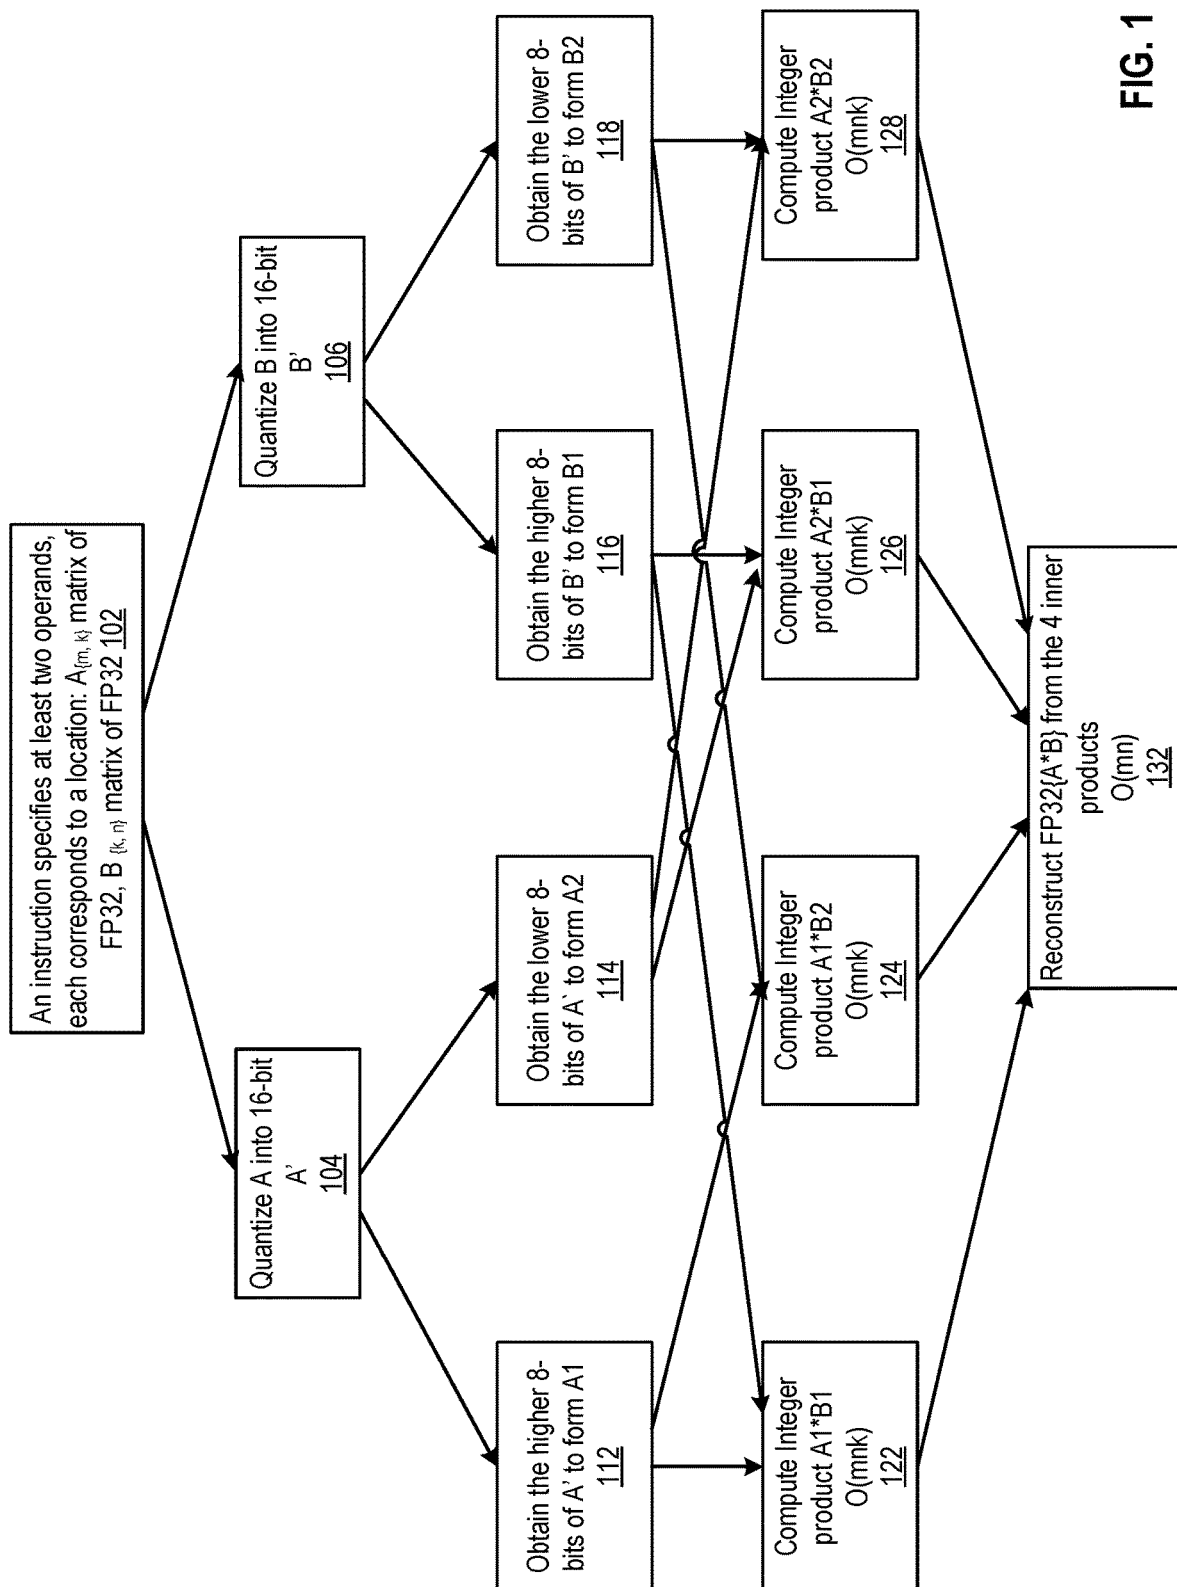 An instruction specifies at least two operands,
each corresponds to a location: A{m, k} matrix of
FP32, B {k, n} matrix of FP32 102
Quantize A into 16-bit
A'
104
Quantize B into 16-bit
B'
106
Obtain the higher 8-
bits of A' to form A1
112
Obtain the lower 8-
bits of A` to form A2
114
Obtain the higher 8-
bits of B' to form B1
116
Obtain the lower 8-
bits of B' to form B2
118
Compute Integer
product A1*B1
O(mnk)
122
Compute Integer
product A1*B2
O(mnk)
124
Compute Integer
product A2*B1
O(mnk)
126
Compute Integer
product A2*B2
O(mnk)
128
Reconstruct FP32{A*B} from the 4 inner
products
O(mn)
132
FIG. 1